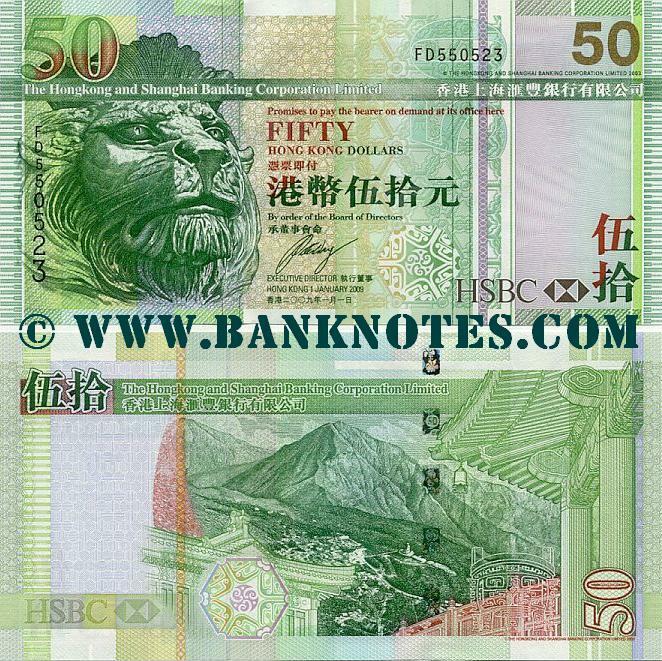 50
FD550523
50
© THE HONGKONG AND SHANGHAI BANKING CORPORATION LIMITED 2003
The Hongkong and Shanghai Banking Corporation Limited 香港上海滙豐銀行有限公司
Promises to pay the bearer on demand at its office here
FIFTY
HONG KONG DOLLARS
憑票即付
港幣伍拾元
By order of the Board of Directors
承董事會命
EXECUTIVE DIRECTOR 執行董事
HONG KONG 1 JANUARY 2009
香港二〇〇九年一月一日
FD550523
伍拾
HSBC
© WWW.BANKNOTES.COM
伍拾
The Hongkong and Shanghai Banking Corporation Limited
香港上海滙豐銀行有限公司
HSBC
50
© THE HONGKONG AND SHANGHAI BANKING CORPORATION LIMITED 2003